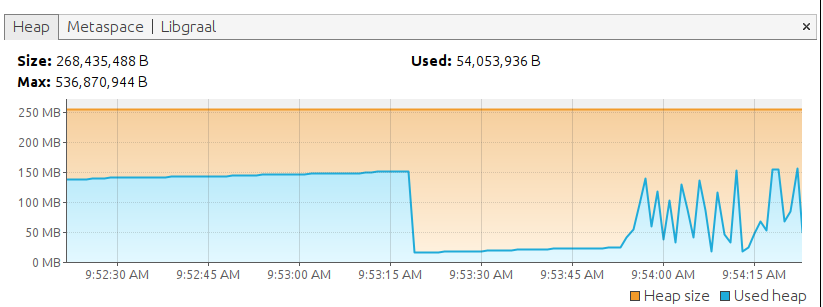 Heap Metaspace Libgraal ×
Size: 268,435,488 B Used: 54,053,936 B
Max: 536,870,944 B
250 MB
200 MB
150 MB
100 MB
50 MB
0 MB
9:52:30 AM 9:52:45 AM 9:53:00 AM 9:53:15 AM 9:53:30 AM 9:53:45 AM 9:54:00 AM 9:54:15 AM
Heap size Used heap